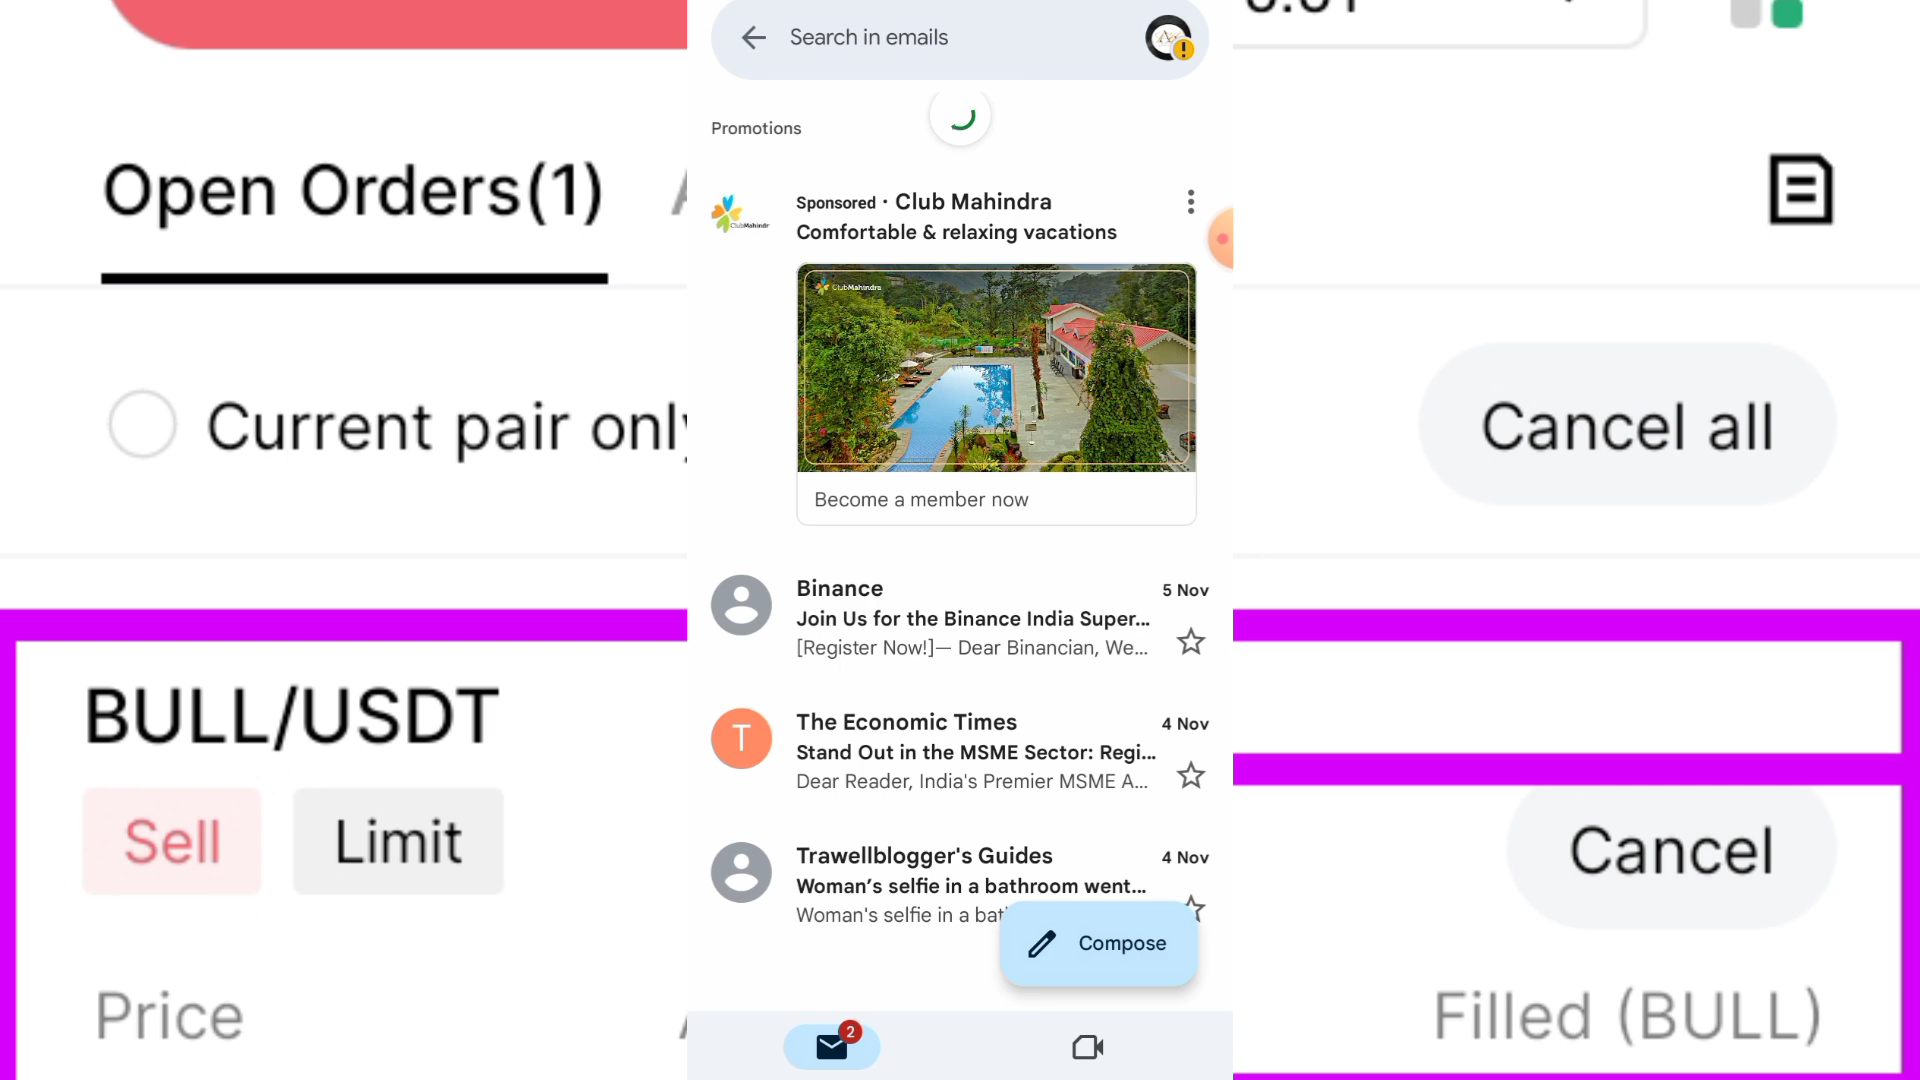 Search in emails
Promotions
Open Orders(1)
Sponsored · Club Mahindra
Comfortable & relaxing vacations
ClubMahindra
Become a member now
Current pair only
Cancel all
Binance
5 Nov
Join Us for the Binance India Super...
[Register Now!]— Dear Binancian, We...
BULL/USDT
The Economic Times
4 Nov
T
Stand Out in the MSME Sector: Regi...
Dear Reader, India's Premier MSME A...
Sell
Limit
Cancel
Trawellblogger's Guides
4 Nov
Woman's selfie in a bathroom went...
Woman's selfie in a bat
Compose
Price
Filled (BULL)
2